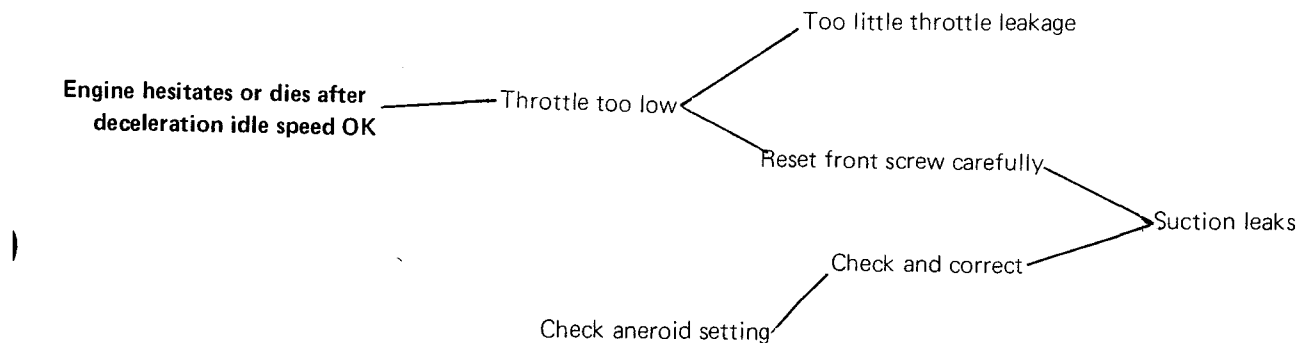 Too little throttle leakage
Engine hesitates or dies after
deceleration idle speed OK
Throttle too low
Reset front screw carefully
Suction leaks
Check and correct
Check aneroid setting